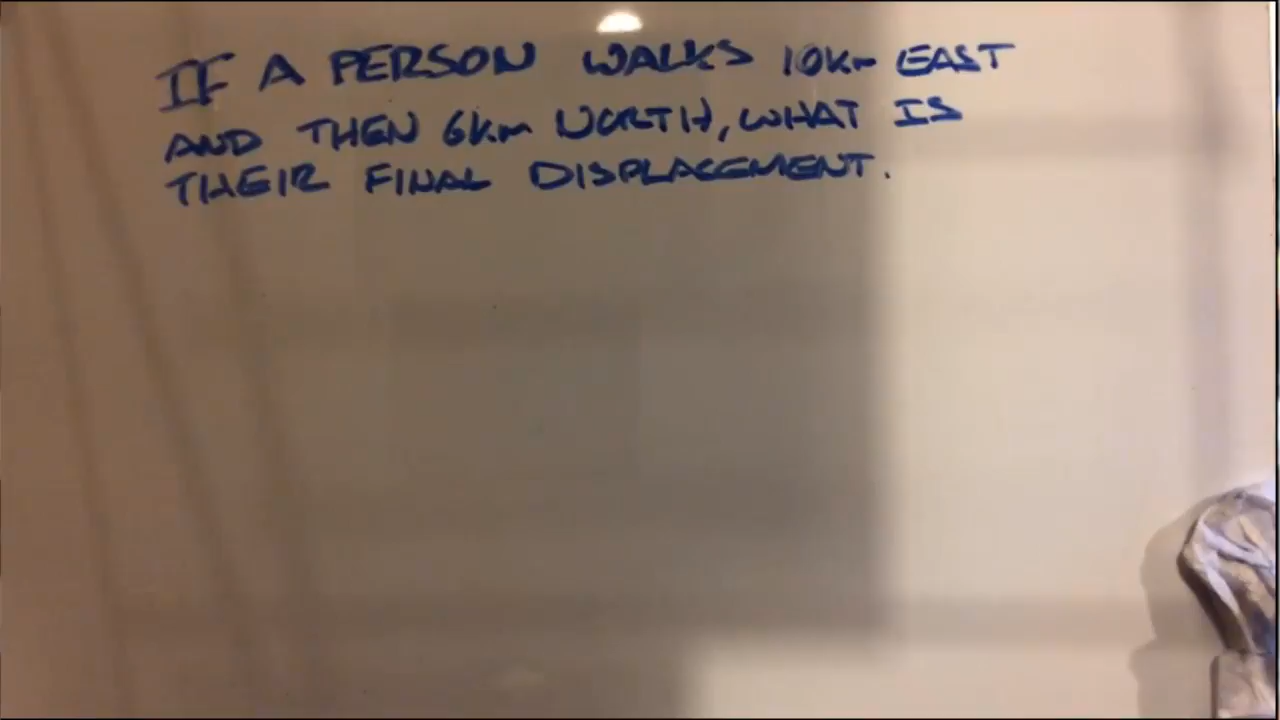 IF A PERSON WALKS 10Km EAST
AND THEN 6Km NORTH, WHAT IS
THEIR FINAL DISPLACEMENT.